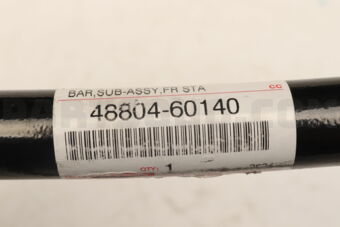 BAR,SUB-ASSY,FR STA
CC
48804-60140
QTY: 1